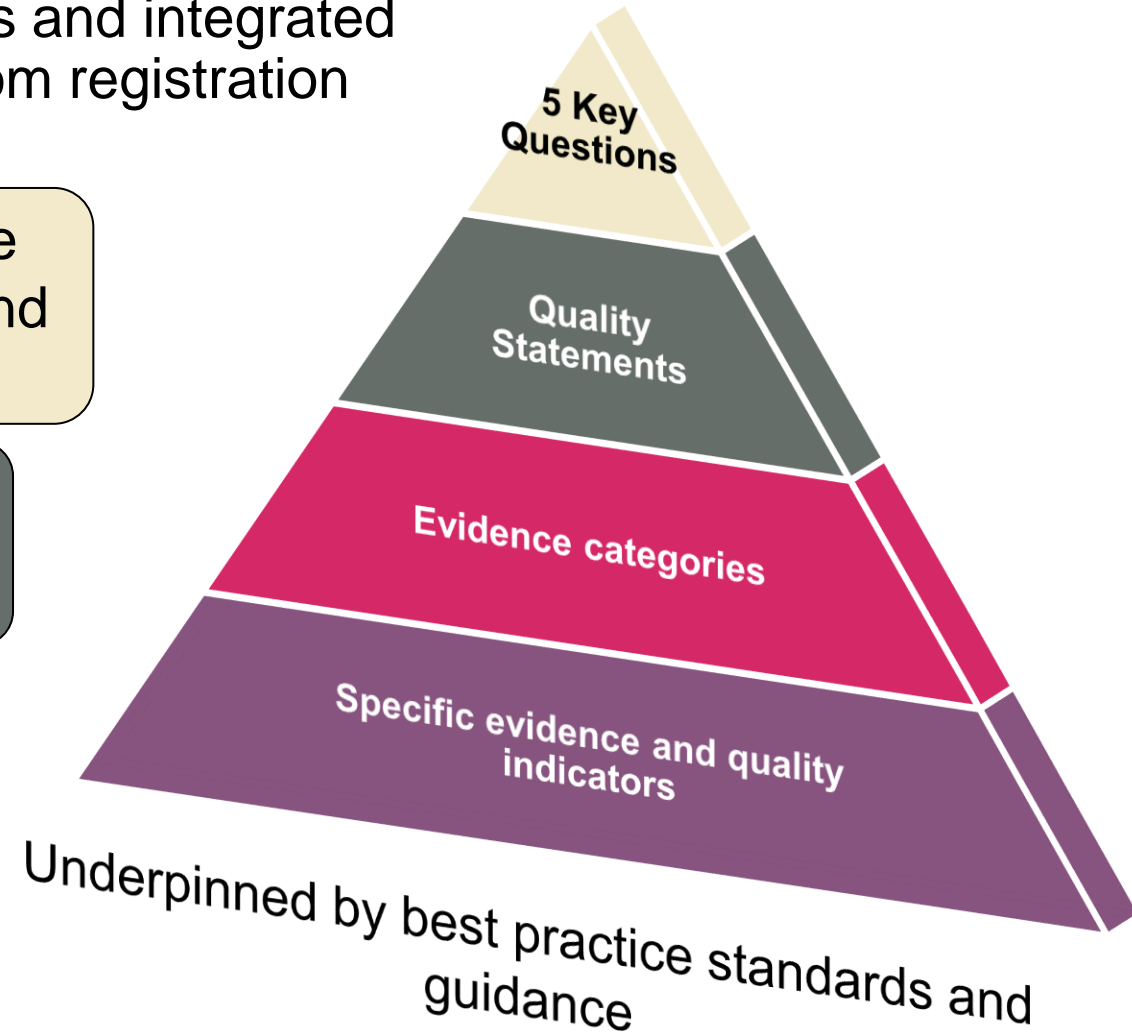 s and integrated
om registration
e
nd
5 Key
Questions
Quality
Statements
Evidence categories
Specific evidence and quality
indicators
Underpinned by best practice standards and
guidance